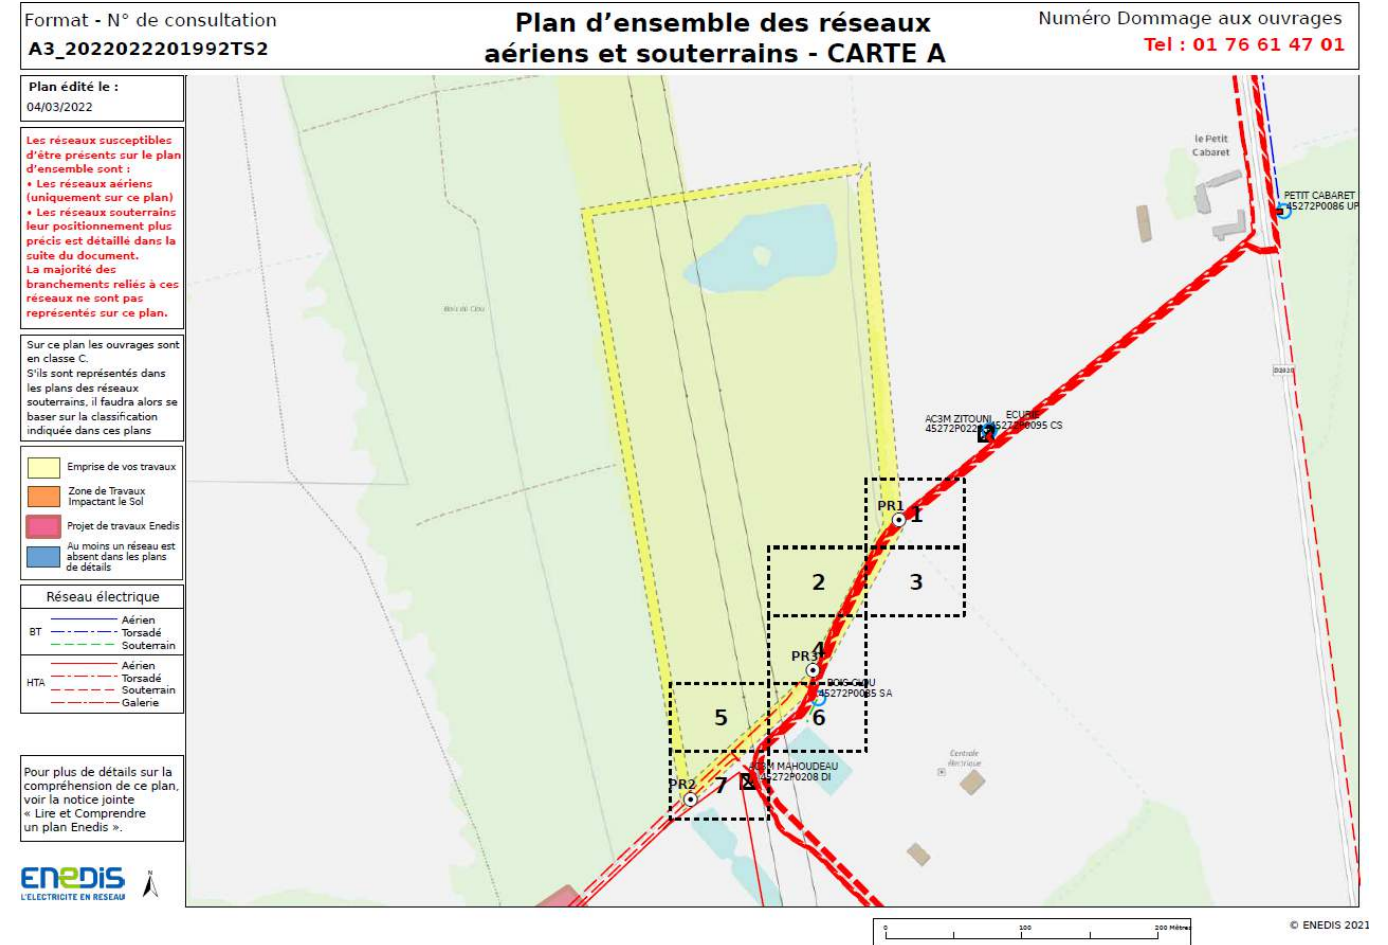 Format - N° de consultation
A3_2022022201992TS2
Plan d’ensemble des réseaux
aériens et souterrains - CARTE A
Numéro Dommage aux ouvrages
Tel : 01 76 61 47 01
Plan édité le :
04/03/2022
Les réseaux susceptibles
d’être présents sur le plan
d’ensemble sont :
• Les réseaux aériens
(uniquement sur ce plan)
• Les réseaux souterrains
leur positionnement plus
précis est détaillé dans la
suite du document.
La majorité des
branchements reliés à ces
réseaux ne sont pas
représentés sur ce plan.
Sur ce plan les ouvrages sont
en classe C.
S'ils sont représentés dans
les plans des réseaux
souterrains, il faudra alors se
baser sur la classification
indiquée dans ces plans
Emprise de vos travaux
Zone de Travaux
Impactant le Sol
Projet de travaux Enedis
Au moins un réseau est
absent dans les plans
de détails
Réseau électrique
BT
Aérien
Torsadé
Souterrain
HTA
Aérien
Torsadé
Souterrain
Galerie
Pour plus de détails sur la
compréhension de ce plan,
voir la notice jointe
« Lire et Comprendre
un plan Enedis ».
ENEDIS
L'ELECTRICITE EN RESEAU
N
le Petit
Cabaret
PETIT CABARET
45272P0086 UP
Bois de Clou
D2020
AC3M ZITOUNI
ECURIE
45272P0095 CS
PR1
1
2
3
4
PR3
BOIS CLOU
45272P0085 SA
5
6
AC3M MAHOUDEAU
45272P0208 DI
PR2
7
Centrale
électrique
0 100 200 Mètres
© ENEDIS 2021